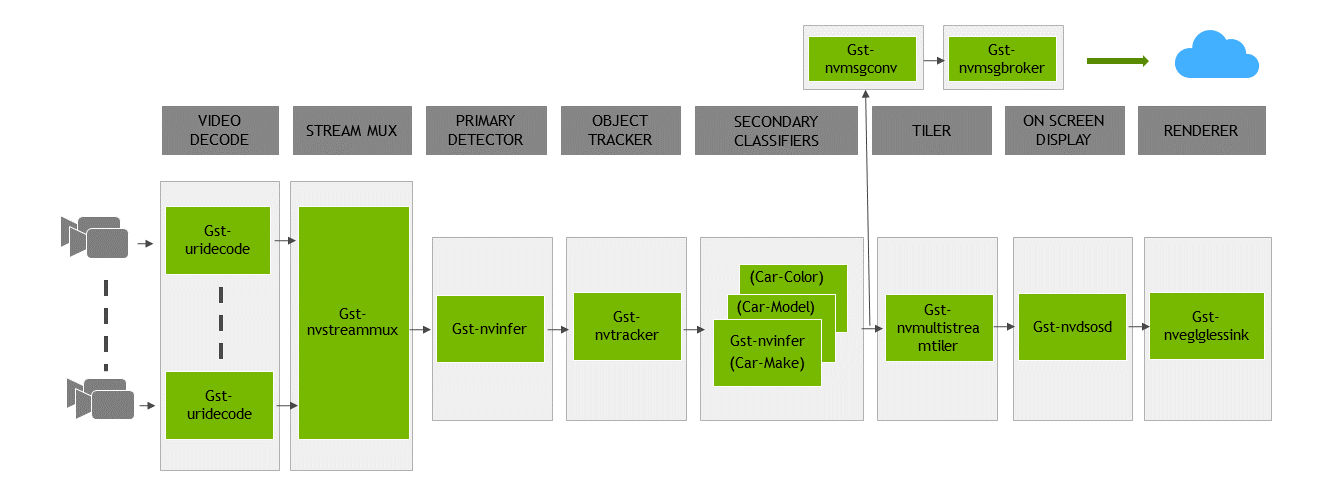 Gst-
nvmsgconv
Gst-
nvmsgbroker
VIDEO
DECODE
STREAM MUX
PRIMARY
DETECTOR
OBJECT
TRACKER
SECONDARY
CLASSIFIERS
TILER
ON SCREEN
DISPLAY
RENDERER
Gst-
uridecode
Gst-
uridecode
Gst-
nvstreammux
Gst-nvinfer
Gst-
nvtracker
(Car-Color)
(Car-Model)
Gst-nvinfer
(Car-Make)
Gst-
nvmultistrea
mtiler
Gst-nvdsosd
Gst-
nveglglessink